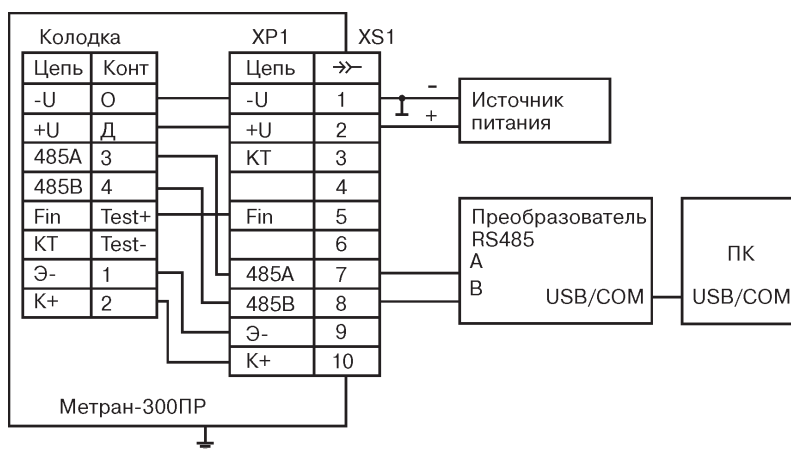 Колодка
Цепь Конт
-U О
+U Д
485А 3
485В 4
Fin Test+
КТ Test-
Э- 1
К+ 2
ХР1 XS1
Цепь
-U 1
+U 2
КТ 3
4
Fin 5
6
485А 7
485В 8
Э- 9
К+ 10
-
+
Источник
питания
Преобразователь
RS485
А
В
USB/COM
ПК
USB/COM
Метран-300ПР